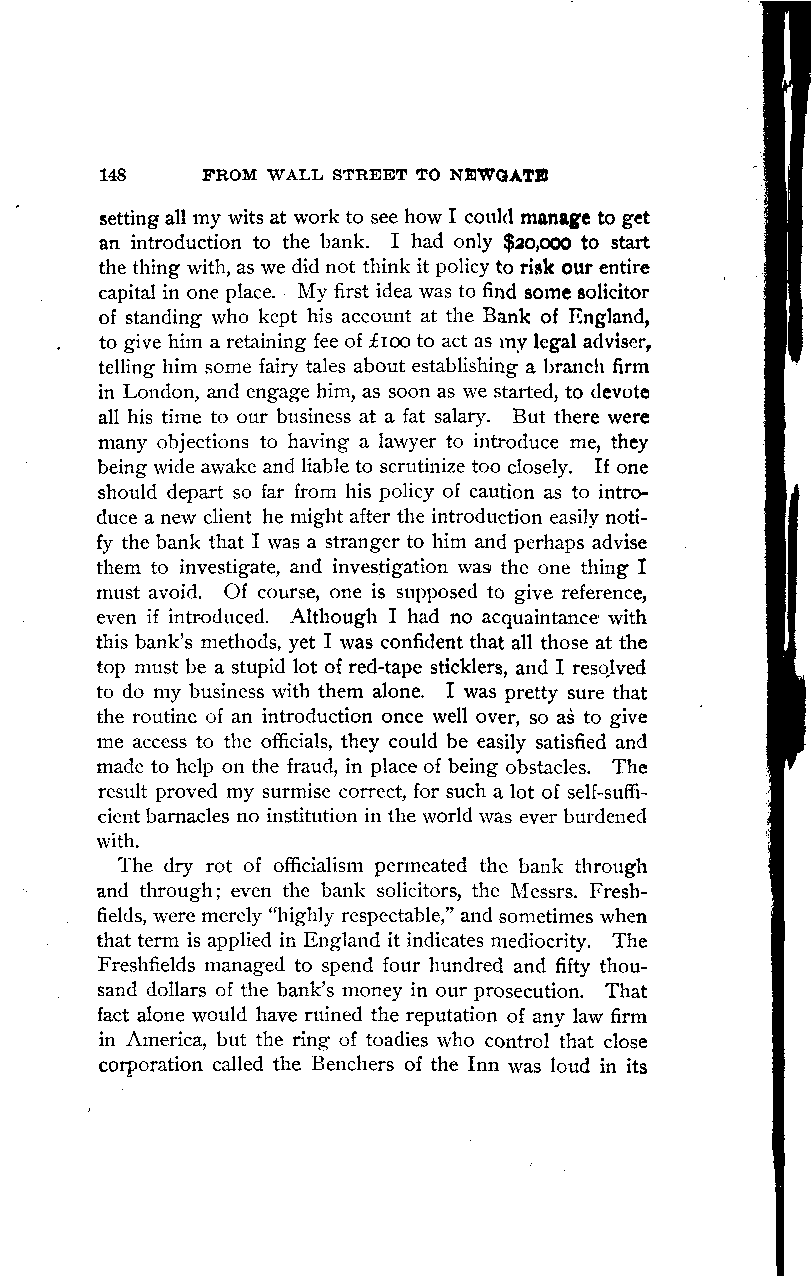 148 FROM WALL STREET TO NEWGATE
setting all my wits at work to see how I could manage to get
an introduction to the bank. I had only $20,000 to start
the thing with, as we did not think it policy to risk our entire
capital in one place. My first idea was to find some solicitor
of standing who kept his account at the Bank of England,
to give him a retaining fee of £100 to act as my legal adviser,
telling him some fairy tales about establishing a branch firm
in London, and engage him, as soon as we started, to devote
all his time to our business at a fat salary. But there were
many objections to having a lawyer to introduce me, they
being wide awake and liable to scrutinize too closely. If one
should depart so far from his policy of caution as to intro-
duce a new client he might after the introduction easily noti-
fy the bank that I was a stranger to him and perhaps advise
them to investigate, and investigation was the one thing I
must avoid. Of course, one is supposed to give reference,
even if introduced. Although I had no acquaintance with
this bank's methods, yet I was confident that all those at the
top must be a stupid lot of red-tape sticklers, and I resolved
to do my business with them alone. I was pretty sure that
the routine of an introduction once well over, so as to give
me access to the officials, they could be easily satisfied and
made to help on the fraud, in place of being obstacles. The
result proved my surmise correct, for such a lot of self-suffi-
cient barnacles no institution in the world was ever burdened
with.
The dry rot of officialism permeated the bank through
and through; even the bank solicitors, the Messrs. Fresh-
fields, were merely "highly respectable," and sometimes when
that term is applied in England it indicates mediocrity. The
Freshfields managed to spend four hundred and fifty thou-
sand dollars of the bank's money in our prosecution. That
fact alone would have ruined the reputation of any law firm
in America, but the ring of toadies who control that close
corporation called the Benchers of the Inn was loud in its